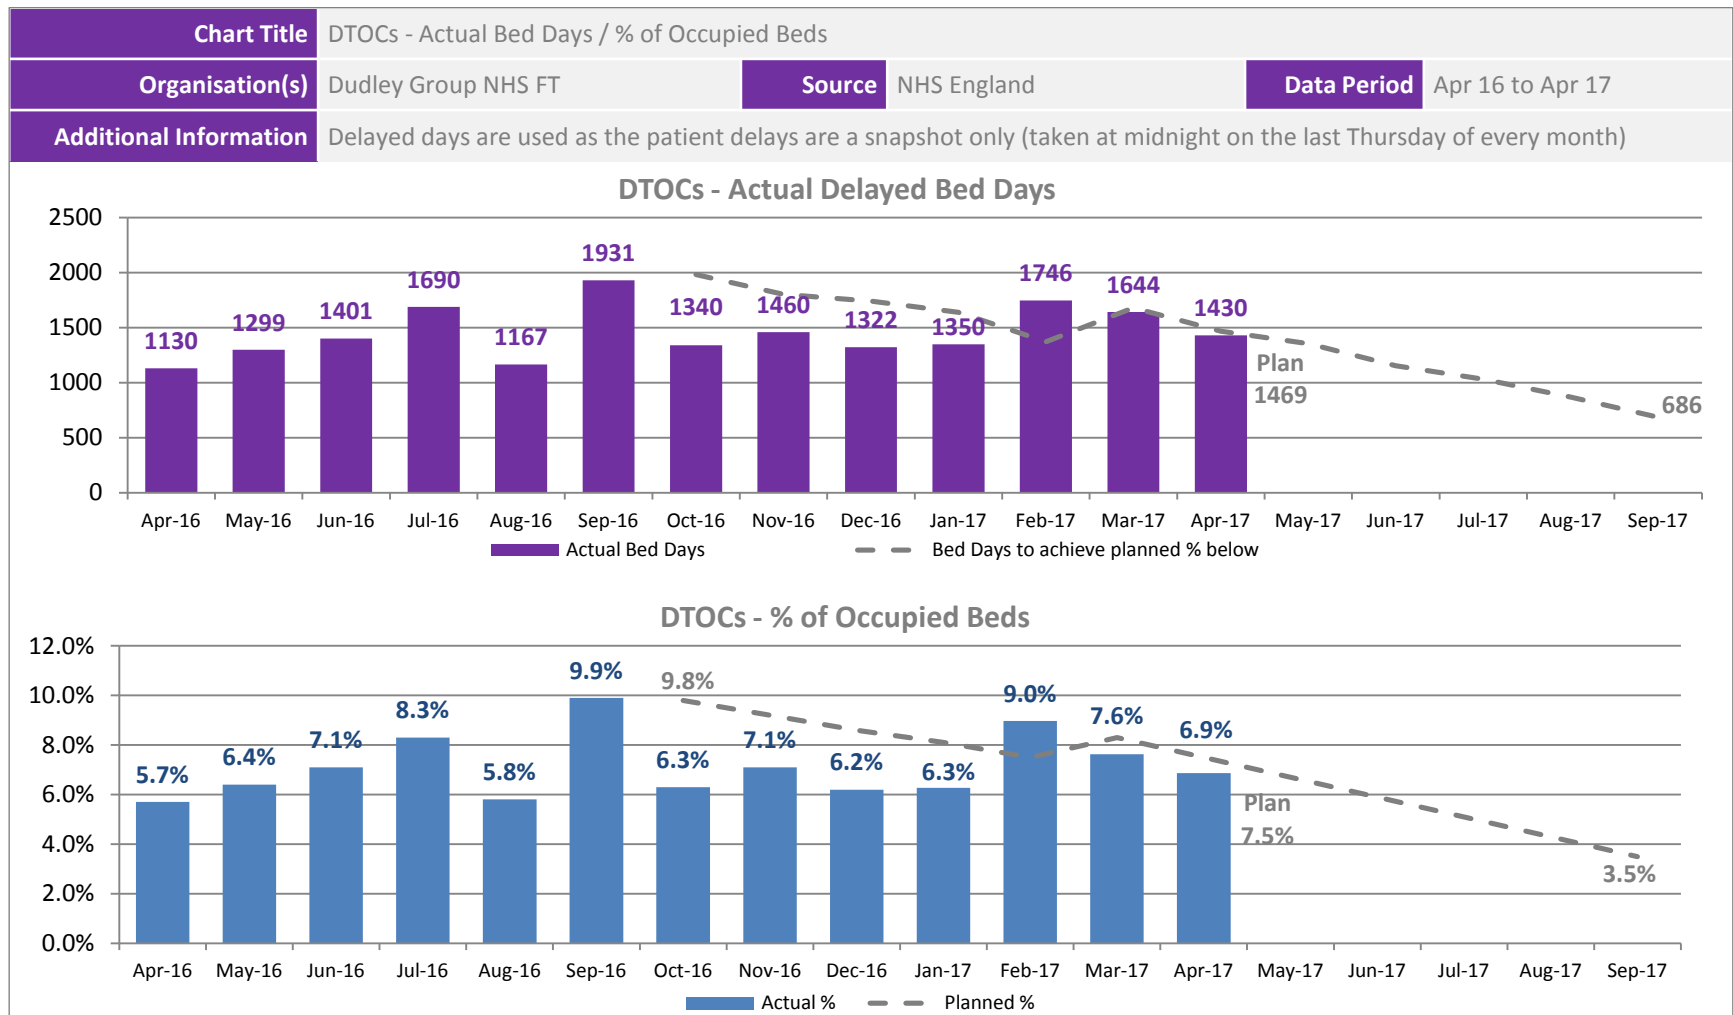 Chart Title DTOCs - Actual Bed Days / % of Occupied Beds
Organisation(s) Dudley Group NHS FT Source NHS England Data Period Apr 16 to Apr 17
Additional Information Delayed days are used as the patient delays are a snapshot only (taken at midnight on the last Thursday of every month)
DTOCs - Actual Delayed Bed Days
2500
2000
1500
1000
500
0
1130 1299 1401 1690 1167 1931 1340 1460 1322 1350 1746 1644 1430
Plan
1469
686
Apr-16 May-16 Jun-16 Jul-16 Aug-16 Sep-16 Oct-16 Nov-16 Dec-16 Jan-17 Feb-17 Mar-17 Apr-17 May-17 Jun-17 Jul-17 Aug-17 Sep-17
Actual Bed Days Bed Days to achieve planned % below
DTOCs - % of Occupied Beds
12.0%
10.0%
8.0%
6.0%
4.0%
2.0%
0.0%
5.7% 6.4% 7.1% 8.3% 5.8% 9.9% 6.3% 7.1% 6.2% 6.3% 9.0% 7.6% 6.9%
9.8%
Plan
7.5%
3.5%
Apr-16 May-16 Jun-16 Jul-16 Aug-16 Sep-16 Oct-16 Nov-16 Dec-16 Jan-17 Feb-17 Mar-17 Apr-17 May-17 Jun-17 Jul-17 Aug-17 Sep-17
Actual % Planned %